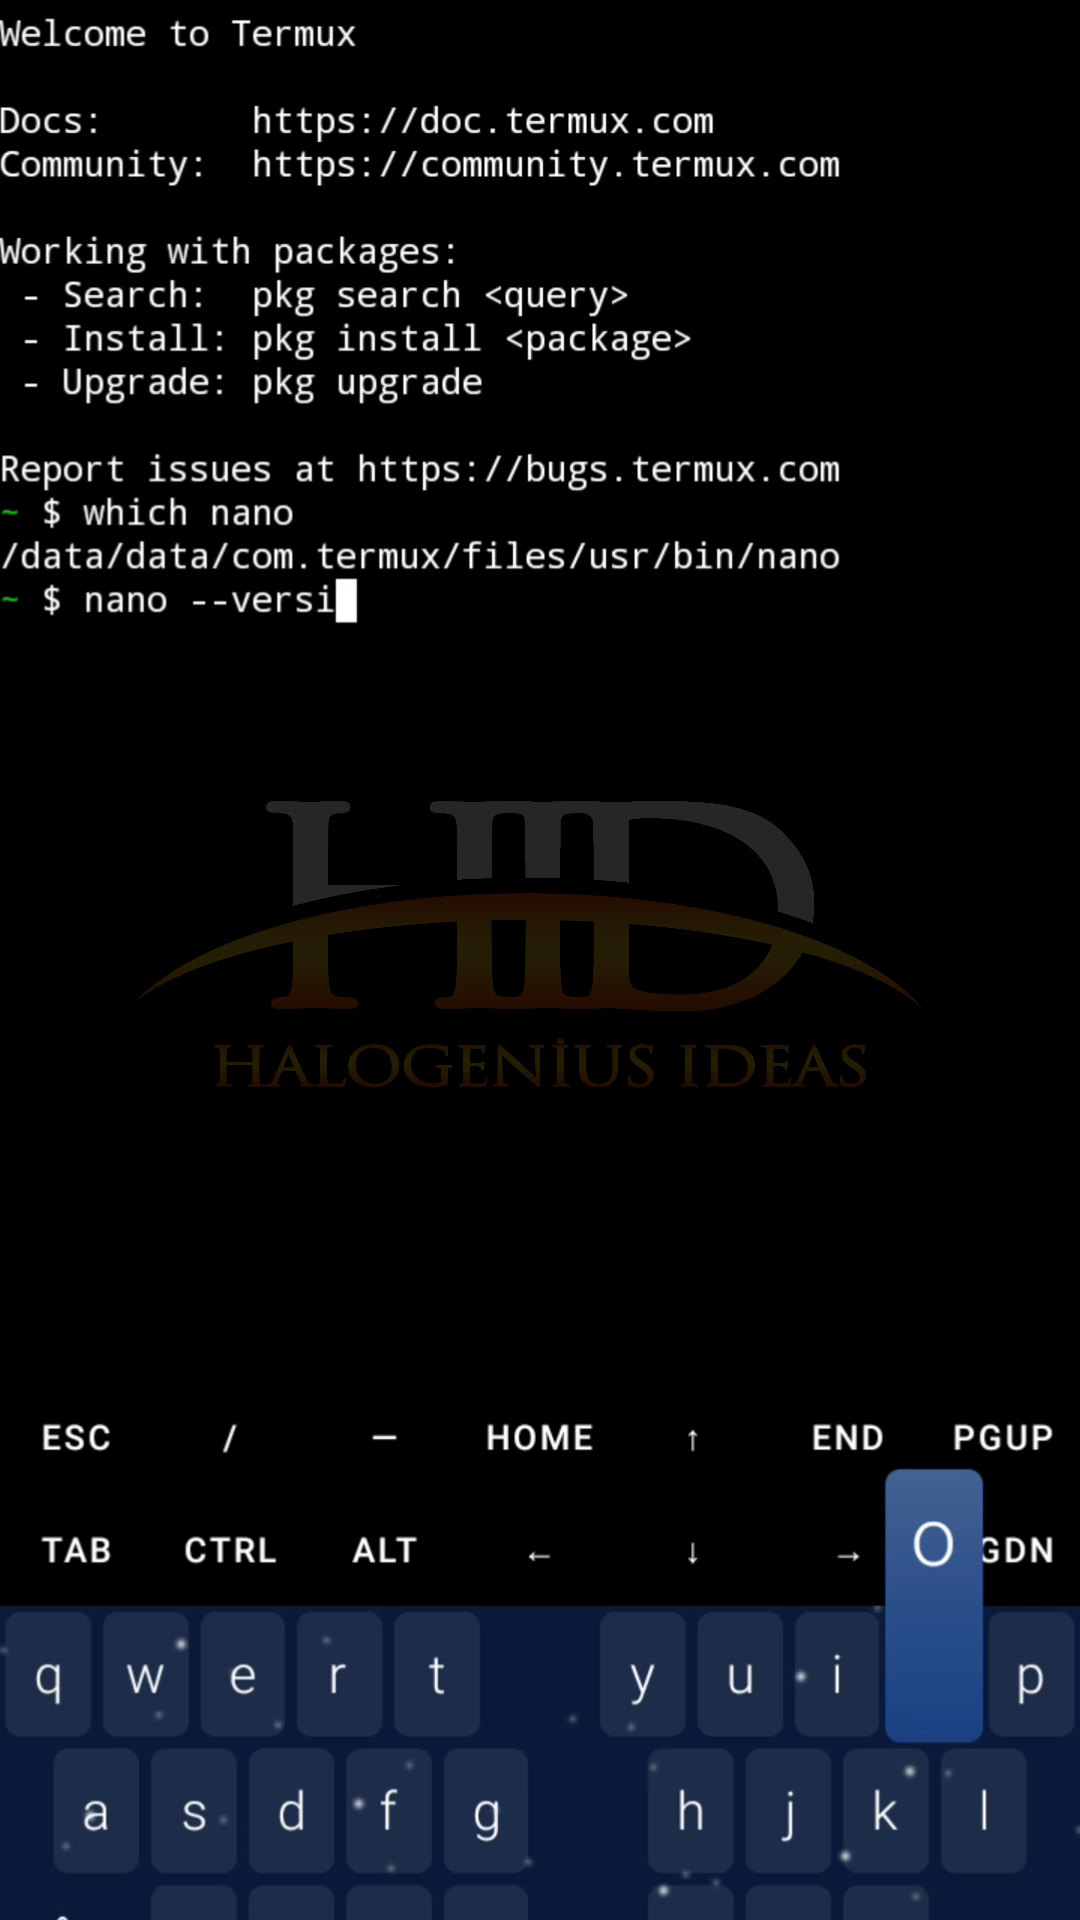 Welcome to Termux
Docs: https://doc.termux.com
Community: https://community.termux.com
Working with packages:
- Search: pkg search <query>
- Install: pkg install <package>
- Upgrade: pkg upgrade
Report issues at https://bugs.termux.com
~ $ which nano
/data/data/com.termux/files/usr/bin/nano
~ $ nano --versi
HID
HALOGENİUS IDEAS
ESC / — HOME ↑ END PGUP
TAB CTRL ALT ← ↓ → GDN
O
q w e r t y u i p
a s d f g h j k l